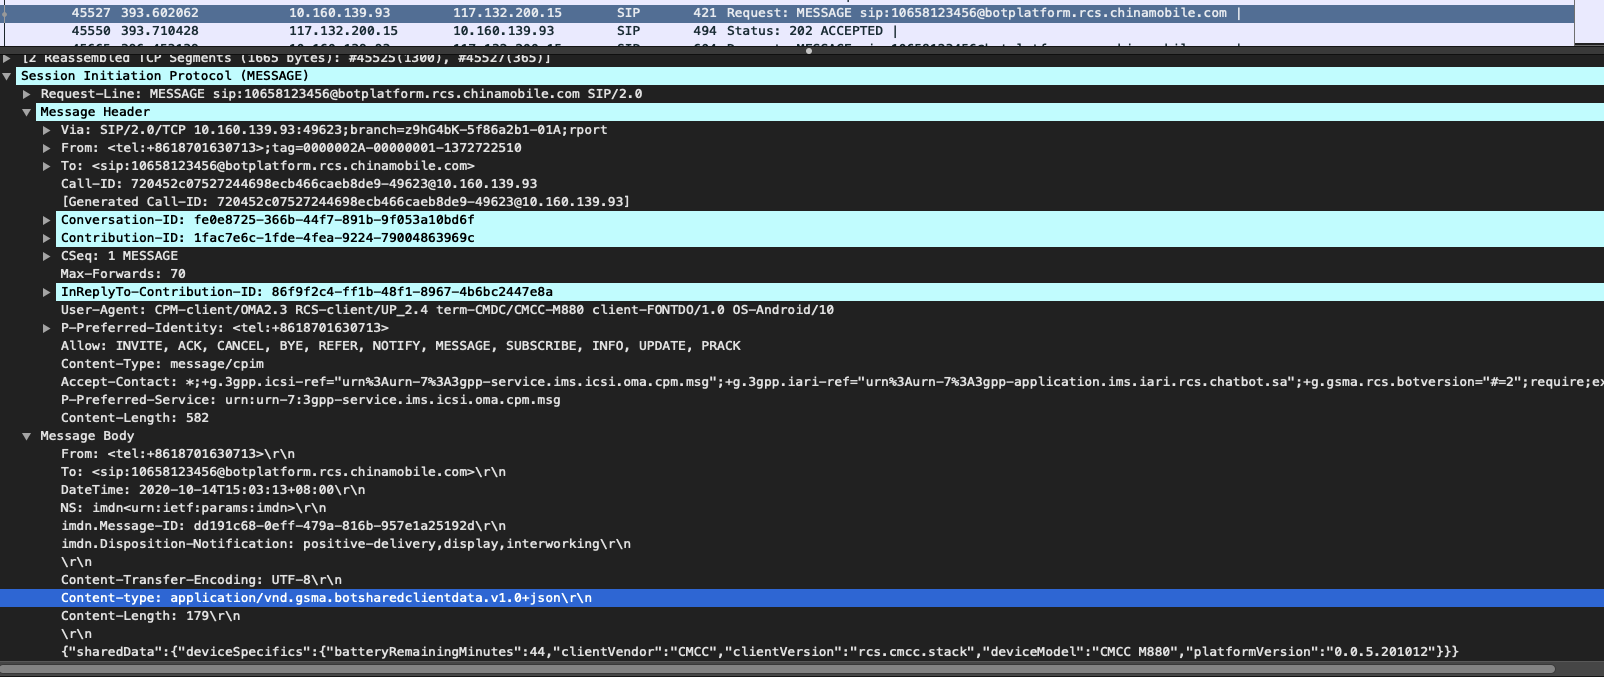 45527 393.602062 10.160.139.93 117.132.200.15 SIP 421 Request: MESSAGE sip:10658123456@botplatform.rcs.chinamobile.com |
45550 393.710428 117.132.200.15 10.160.139.93 SIP 494 Status: 202 ACCEPTED |
[2 Reassembled TCP Segments (1665 bytes): #45525(1300), #45527(365)]
Session Initiation Protocol (MESSAGE)
Request-Line: MESSAGE sip:10658123456@botplatform.rcs.chinamobile.com SIP/2.0
Message Header
Via: SIP/2.0/TCP 10.160.139.93:49623;branch=z9hG4bK-5f86a2b1-01A;rport
From: <tel:+8618701630713>;tag=0000002A-00000001-1372722510
To: <sip:10658123456@botplatform.rcs.chinamobile.com>
Call-ID: 720452c07527244698ecb466caeb8de9-49623@10.160.139.93
[Generated Call-ID: 720452c07527244698ecb466caeb8de9-49623@10.160.139.93]
Conversation-ID: fe0e8725-366b-44f7-891b-9f053a10bd6f
Contribution-ID: 1fac7e6c-1fde-4fea-9224-79004863969c
CSeq: 1 MESSAGE
Max-Forwards: 70
InReplyTo-Contribution-ID: 86f9f2c4-ff1b-48f1-8967-4b6bc2447e8a
User-Agent: CPM-client/OMA2.3 RCS-client/UP_2.4 term-CMDC/CMCC-M880 client-FONTDO/1.0 OS-Android/10
P-Preferred-Identity: <tel:+8618701630713>
Allow: INVITE, ACK, CANCEL, BYE, REFER, NOTIFY, MESSAGE, SUBSCRIBE, INFO, UPDATE, PRACK
Content-Type: message/cpim
Accept-Contact: *;+g.3gpp.icsi-ref="urn%3Aurn-7%3A3gpp-service.ims.icsi.oma.cpm.msg";+g.3gpp.iari-ref="urn%3Aurn-7%3A3gpp-application.ims.iari.rcs.chatbot.sa";+g.gsma.rcs.botversion="#=2";require;ex
P-Preferred-Service: urn:urn-7:3gpp-service.ims.icsi.oma.cpm.msg
Content-Length: 582
Message Body
From: <tel:+8618701630713>\r\n
To: <sip:10658123456@botplatform.rcs.chinamobile.com>\r\n
DateTime: 2020-10-14T15:03:13+08:00\r\n
NS: imdn<urn:ietf:params:imdn>\r\n
imdn.Message-ID: dd191c68-0eff-479a-816b-957e1a25192d\r\n
imdn.Disposition-Notification: positive-delivery,display,interworking\r\n
\r\n
Content-Transfer-Encoding: UTF-8\r\n
Content-type: application/vnd.gsma.botsharedclientdata.v1.0+json\r\n
Content-Length: 179\r\n
\r\n
{"sharedData":{"deviceSpecifics":{"batteryRemainingMinutes":44,"clientVendor":"CMCC","clientVersion":"rcs.cmcc.stack","deviceModel":"CMCC M880","platformVersion":"0.0.5.201012"}}}